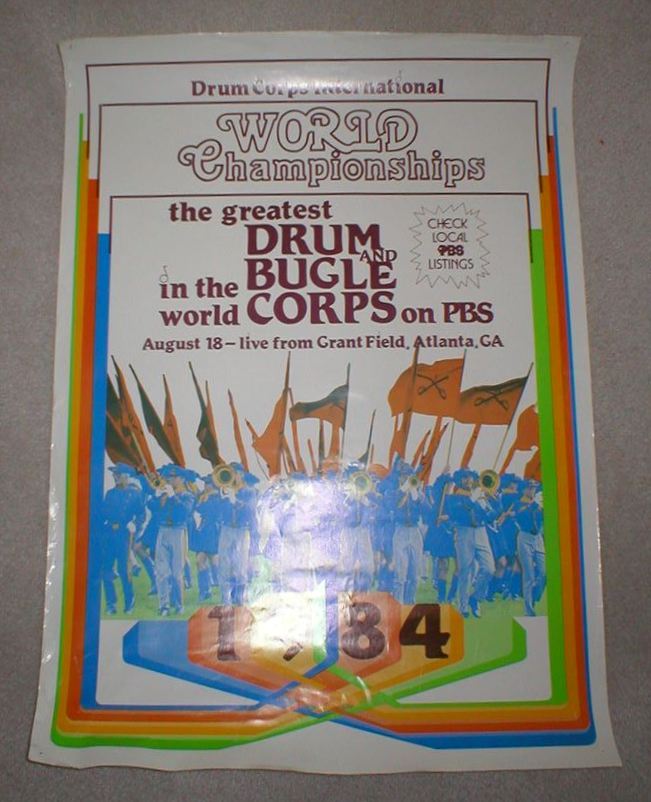 Drum Corps International
WORLD
Championships
the greatest
DRUM
AND
in the BUGLE
world CORPS on PBS
CHECK
LOCAL
PBS
LISTINGS
August 18 – live from Grant Field, Atlanta, GA
1984